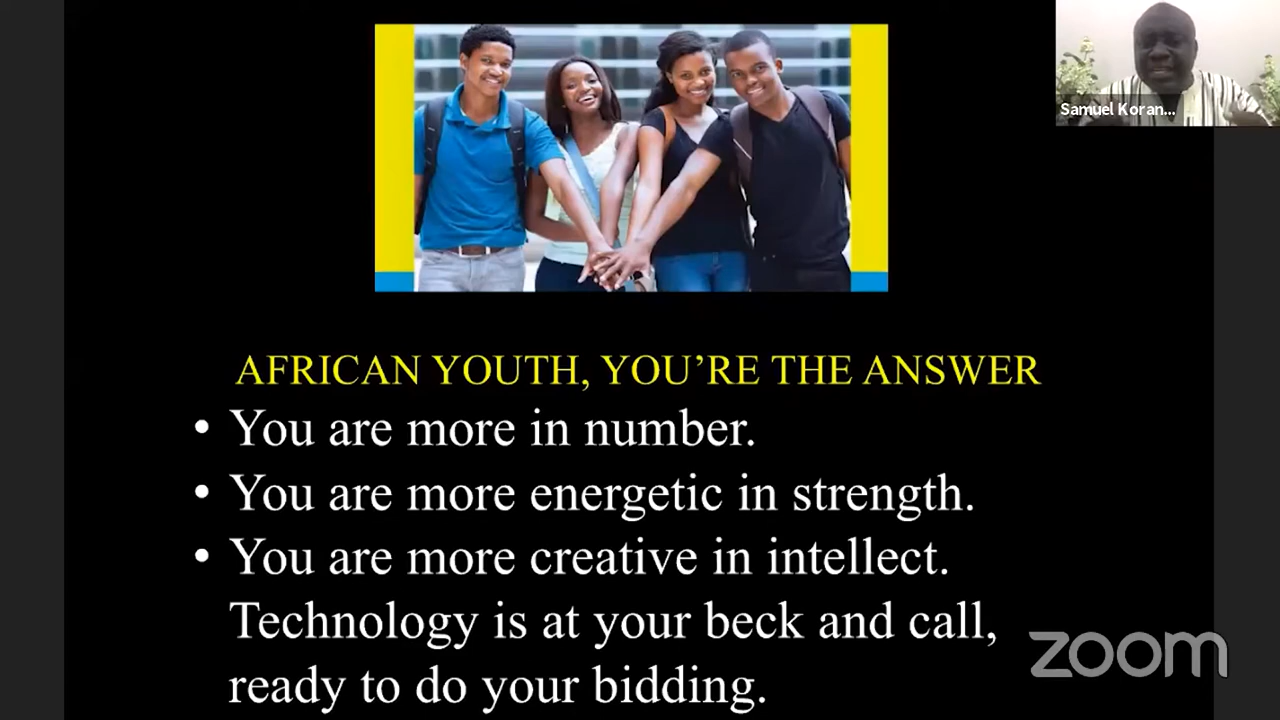 Samuel Koran...
AFRICAN YOUTH, YOU’RE THE ANSWER
• You are more in number.
• You are more energetic in strength.
• You are more creative in intellect.
Technology is at your beck and call,
ready to do your bidding.
zoom